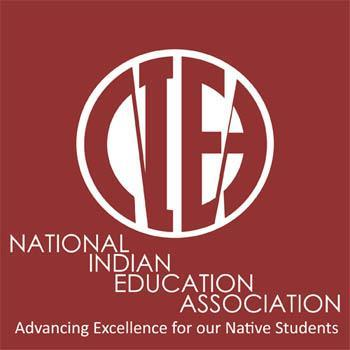 NIEA
NATIONAL
INDIAN
EDUCATION
ASSOCIATION
Advancing Excellence for our Native Students